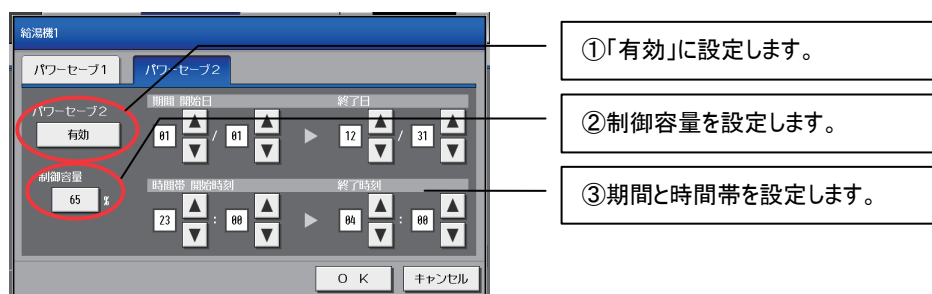 給湯機1
パワーセーブ1
パワーセーブ2
パワーセーブ2
有効
制御容量
65 %
期間 開始日
終了日
01 / 01 ▶ 12 / 31
時間帯 開始時刻
終了時刻
23 : 00 ▶ 04 : 00
OK
キャンセル
①「有効」に設定します。
②制御容量を設定します。
③期間と時間帯を設定します。